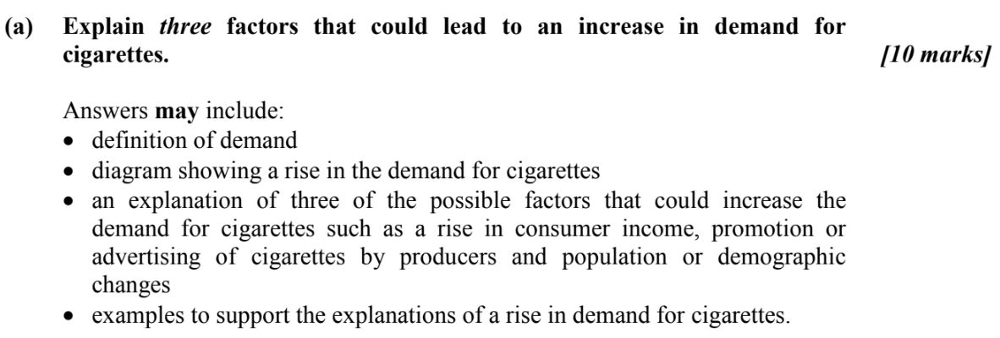 (a) Explain three factors that could lead to an increase in demand for
cigarettes. [10 marks]
Answers may include:
• definition of demand
• diagram showing a rise in the demand for cigarettes
• an explanation of three of the possible factors that could increase the
demand for cigarettes such as a rise in consumer income, promotion or
advertising of cigarettes by producers and population or demographic
changes
• examples to support the explanations of a rise in demand for cigarettes.